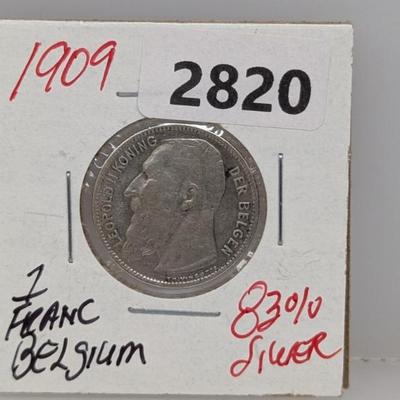 1909
2820
LEOPOLD II KONING DER BELGEN
1
FRANC
BELGIUM
83%
SILVER